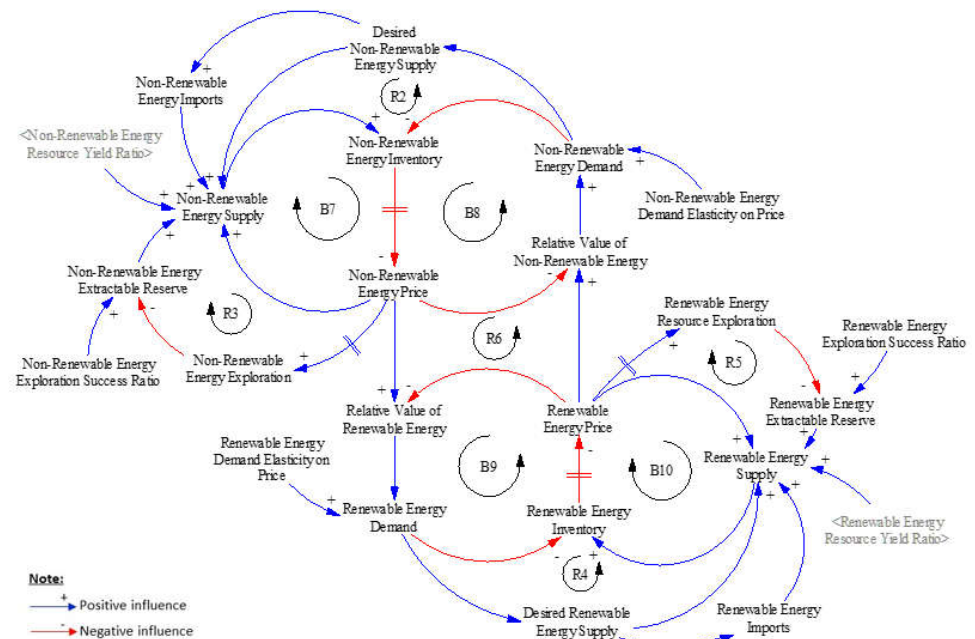 Desired
Non-Renewable
Energy Supply
+
Non-Renewable
Energy Imports
R2
<Non-Renewable Energy
Resource Yield Ratio>
+
-
Non-Renewable
Energy Inventory
Non-Renewable
Energy Demand
+
+
+
+
Non-Renewable
Energy Supply
+
+
B7
B8
+
Non-Renewable Energy
Demand Elasticity on Price
Relative Value of
Non-Renewable Energy
-
+
Non-Renewable Energy
Extractable Reserve
-
+
-
Non-Renewable
Energy Price
R3
R6
Renewable Energy
Resource Exploration
+
R5
Renewable Energy
Exploration Success Ratio
Non-Renewable Energy
Exploration Success Ratio
+
Non-Renewable
Energy Exploration
+
-
Relative Value of
Renewable Energy
Renewable
Energy Price
-
-
+
Renewable Energy
Extractable Reserve
+
+
+
+
Renewable Energy
Supply
+
+
Renewable Energy
Demand Elasticity on
Price
B9
B10
+
Renewable Energy
Demand
Renewable Energy
Inventory
-
+
R4
<Renewable Energy
Resource Yield Ratio>
Desired Renewable
Energy Supply
Renewable Energy
Imports
+
Note:
+
Positive influence
-
Negative influence